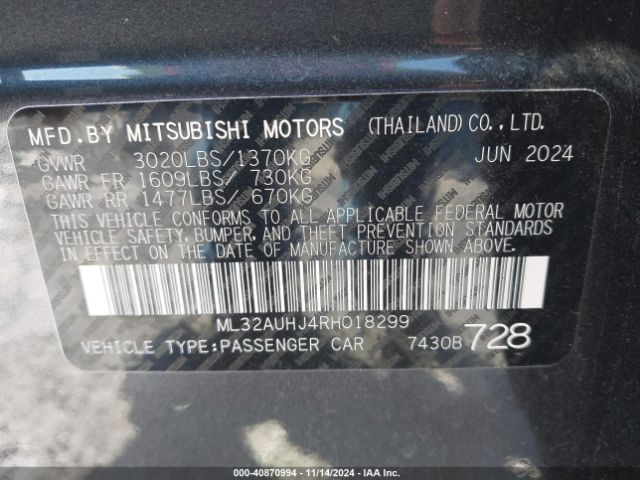 MFD.BY MITSUBISHI MOTORS (THAILAND)CO.,LTD.
GVWR 3020LBS/1370KG JUN 2024
GAWR FR 1609LBS/ 730KG
GAWR RR 1477LBS/ 670KG
THIS VEHICLE CONFORMS TO ALL APPLICABLE FEDERAL MOTOR
VEHICLE SAFETY, BUMPER, AND THEFT PREVENTION STANDARDS
IN EFFECT ON THE DATE OF MANUFACTURE SHOWN ABOVE.
ML32AUHJ4RH018299
VEHICLE TYPE:PASSENGER CAR 7430B 728
000-40870994 | 11/14/2024 - IAA, Inc.